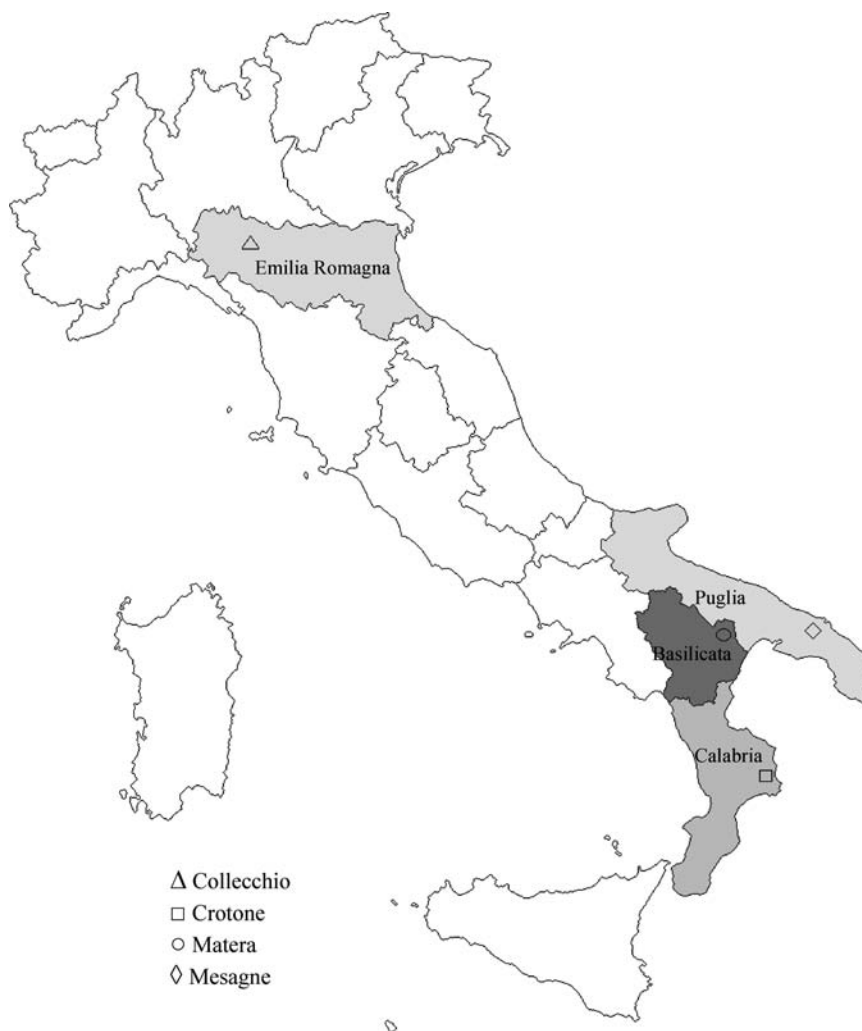 Emilia Romagna
Puglia
Basilicata
Calabria
Collecchio
Crotone
Matera
Mesagne